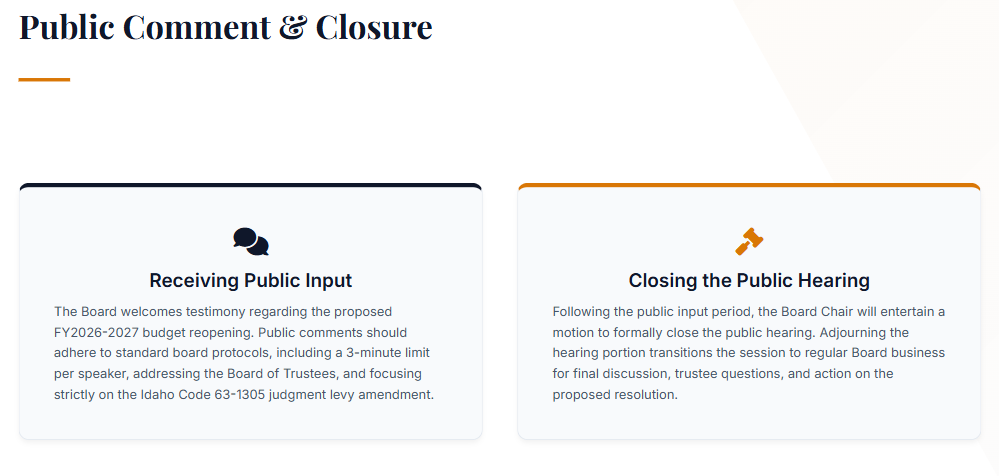 Public Comment & Closure
Receiving Public Input
The Board welcomes testimony regarding the proposed
FY2026-2027 budget reopening. Public comments should
adhere to standard board protocols, including a 3-minute limit
per speaker, addressing the Board of Trustees, and focusing
strictly on the Idaho Code 63-1305 judgment levy amendment.
Closing the Public Hearing
Following the public input period, the Board Chair will entertain a
motion to formally close the public hearing. Adjourning the
hearing portion transitions the session to regular Board business
for final discussion, trustee questions, and action on the
proposed resolution.